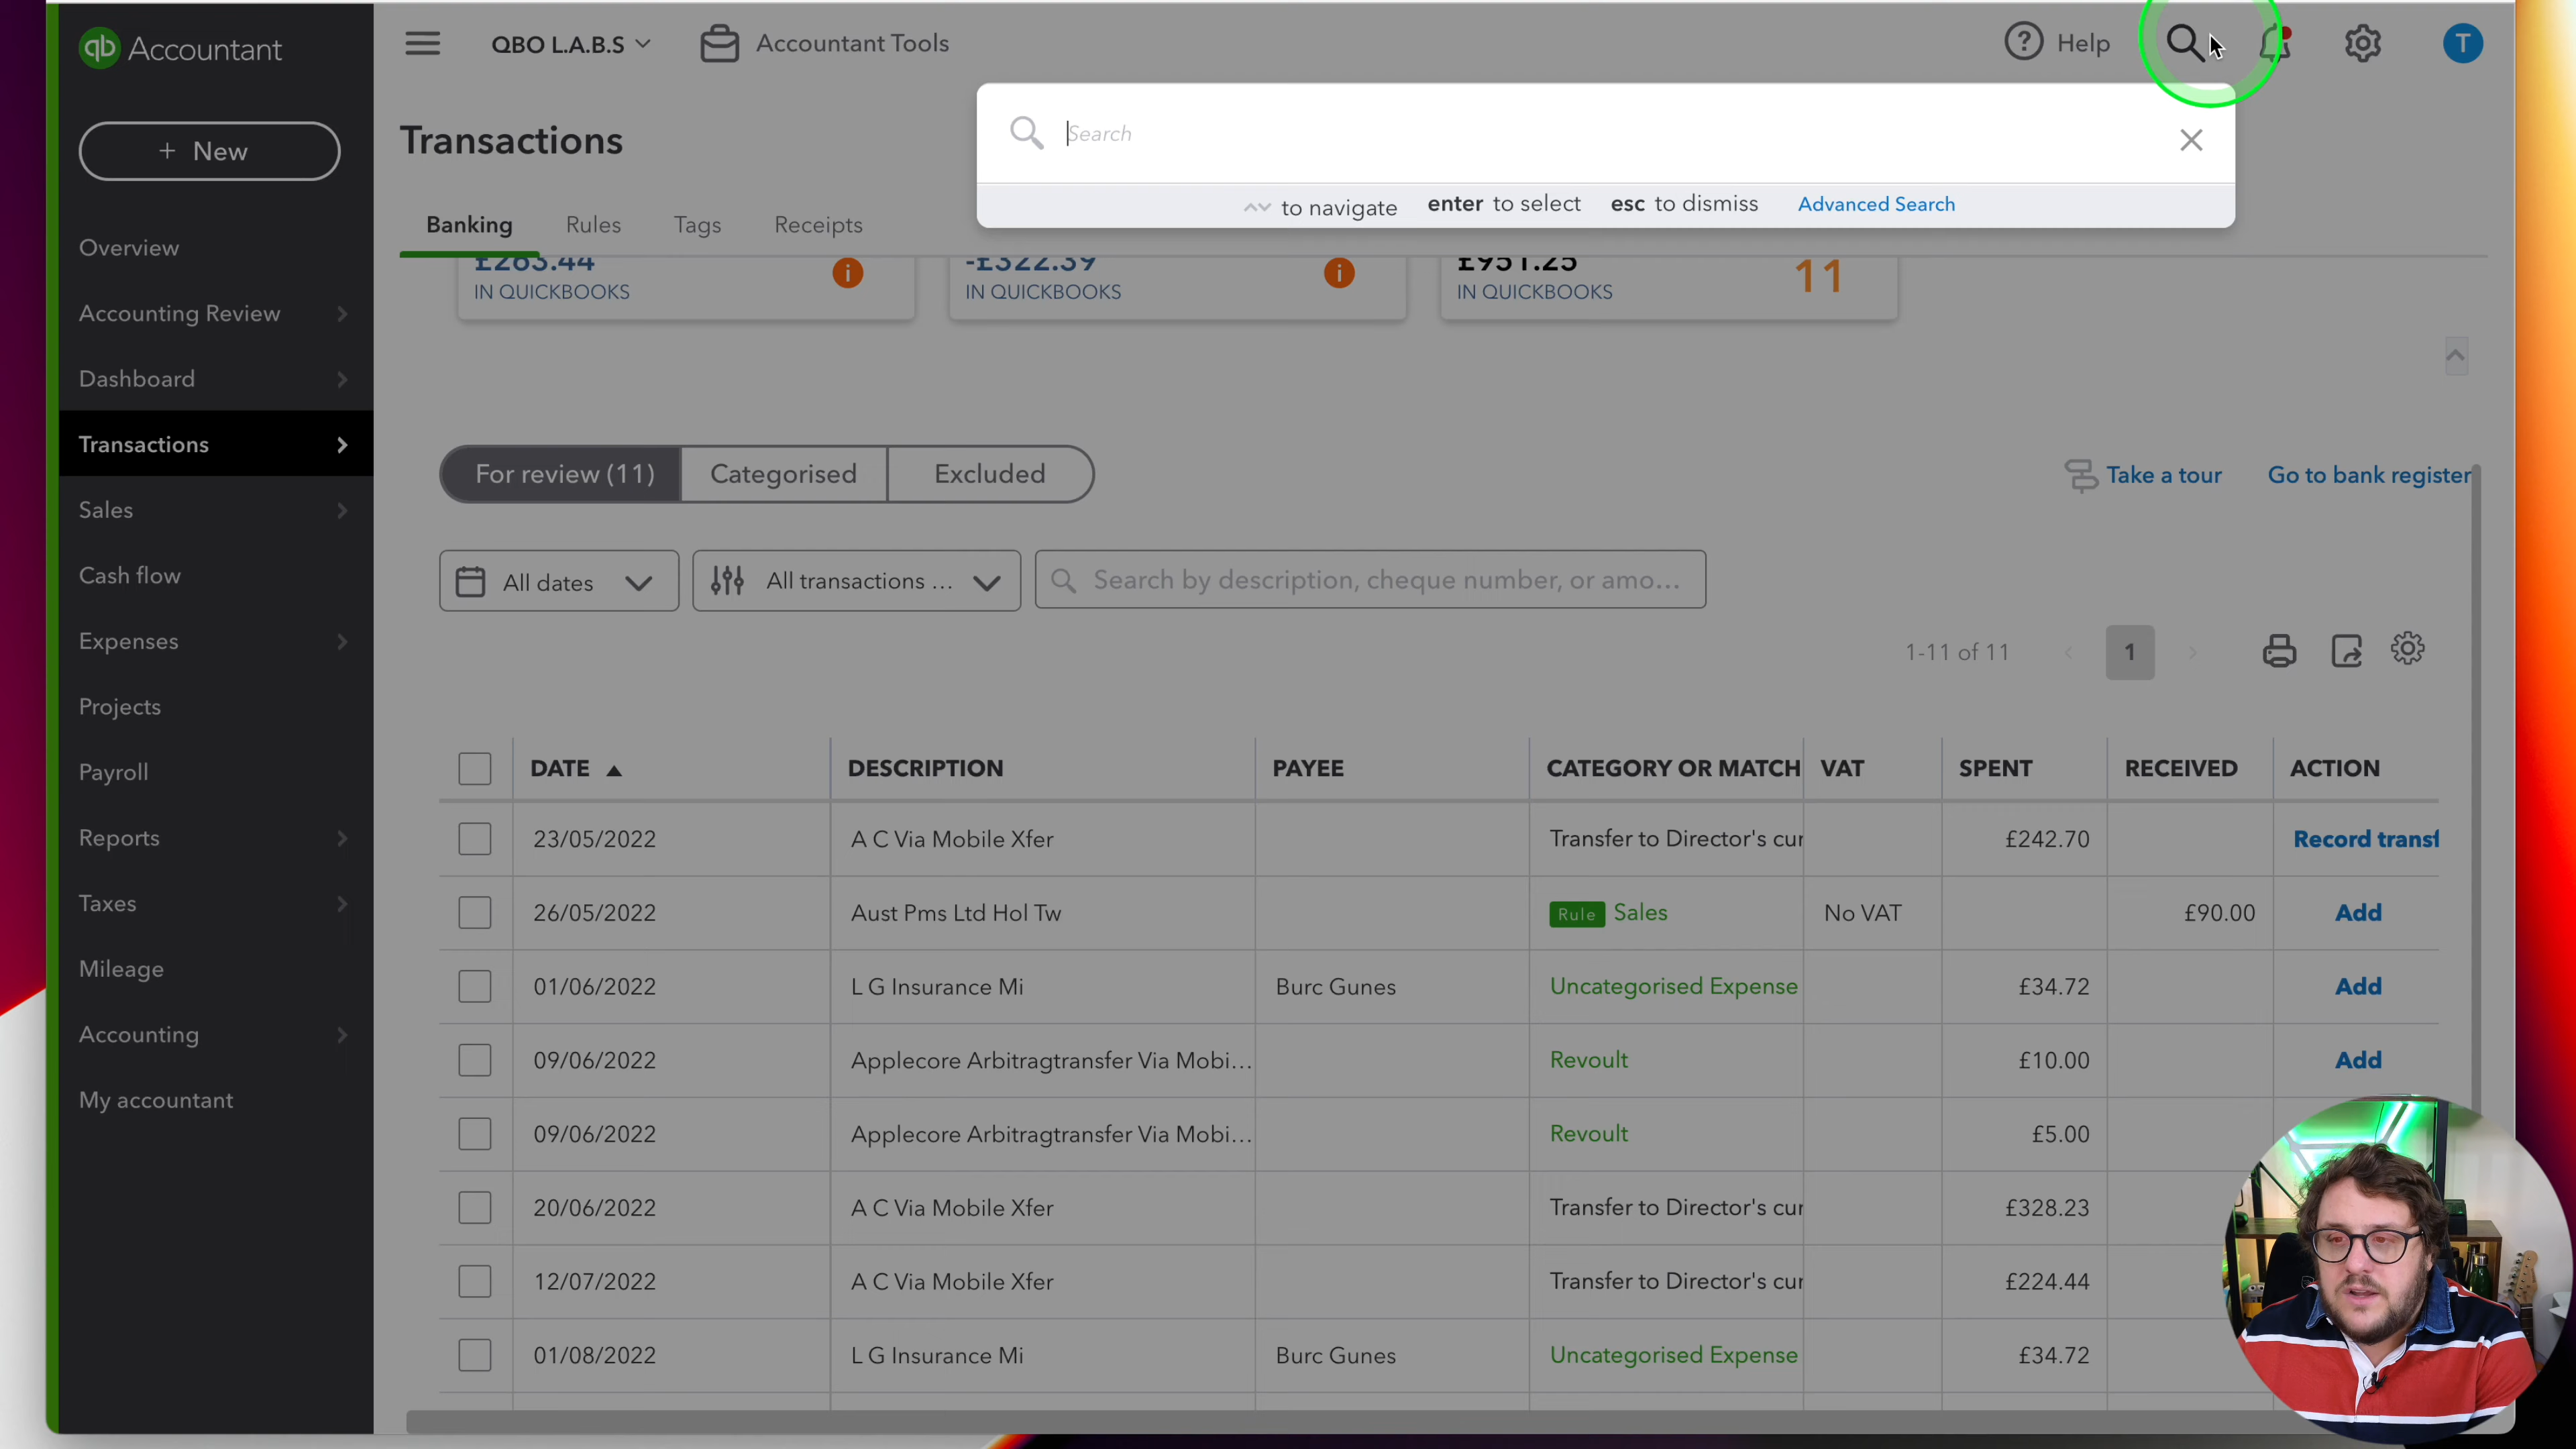 qb Accountant
QBO L.A.B.S
Accountant Tools
? Help
T
+ New
Transactions
Search
to navigate enter to select esc to dismiss Advanced Search
Banking Rules Tags Receipts
£263.44
IN QUICKBOOKS
-£322.39
IN QUICKBOOKS
£951.25
IN QUICKBOOKS
11
Overview
Accounting Review
Dashboard
Transactions
Sales
Cash flow
Expenses
Projects
Payroll
Reports
Taxes
Mileage
Accounting
My accountant
For review (11) Categorised Excluded
Take a tour Go to bank register
All dates All transactions ... Search by description, cheque number, or amo...
1-11 of 11 1
DATE DESCRIPTION PAYEE CATEGORY OR MATCH VAT SPENT RECEIVED ACTION
23/05/2022 A C Via Mobile Xfer Transfer to Director's cur £242.70 Record transf
26/05/2022 Aust Pms Ltd Hol Tw Rule Sales No VAT £90.00 Add
01/06/2022 L G Insurance Mi Burc Gunes Uncategorised Expense £34.72 Add
09/06/2022 Applecore Arbitragtransfer Via Mobi... Revoult £10.00 Add
09/06/2022 Applecore Arbitragtransfer Via Mobi... Revoult £5.00
20/06/2022 A C Via Mobile Xfer Transfer to Director's cur £328.23
12/07/2022 A C Via Mobile Xfer Transfer to Director's cur £224.44
01/08/2022 L G Insurance Mi Burc Gunes Uncategorised Expense £34.72